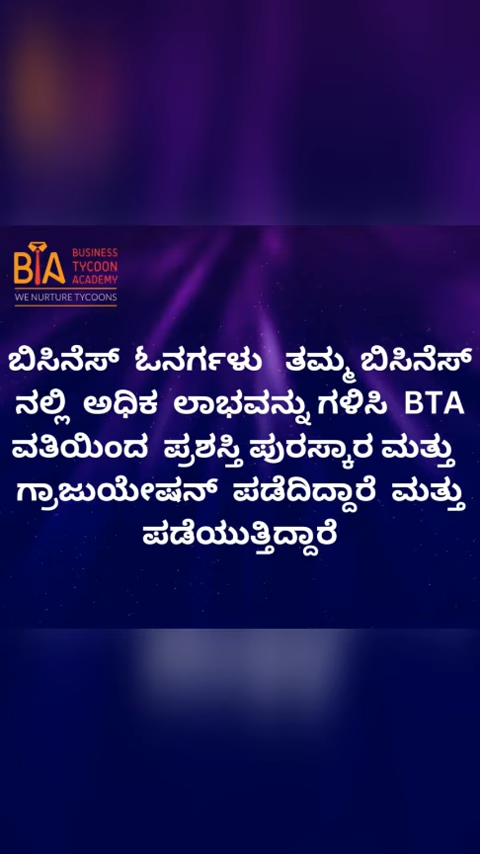 BTA BUSINESS
TYCOON
ACADEMY
WE NURTURE TYCOONS
ಬಿಸಿನೆಸ್ ಓನರ್ಗಳು ತಮ್ಮ ಬಿಸಿನೆಸ್
ನಲ್ಲಿ ಅಧಿಕ ಲಾಭವನ್ನು ಗಳಿಸಿ BTA
ವತಿಯಿಂದ ಪ್ರಶಸ್ತಿ ಪುರಸ್ಕಾರ ಮತ್ತು
ಗ್ರಾಜುಯೇಷನ್ ಪಡೆದಿದ್ದಾರೆ ಮತ್ತು
ಪಡೆಯುತ್ತಿದ್ದಾರೆ